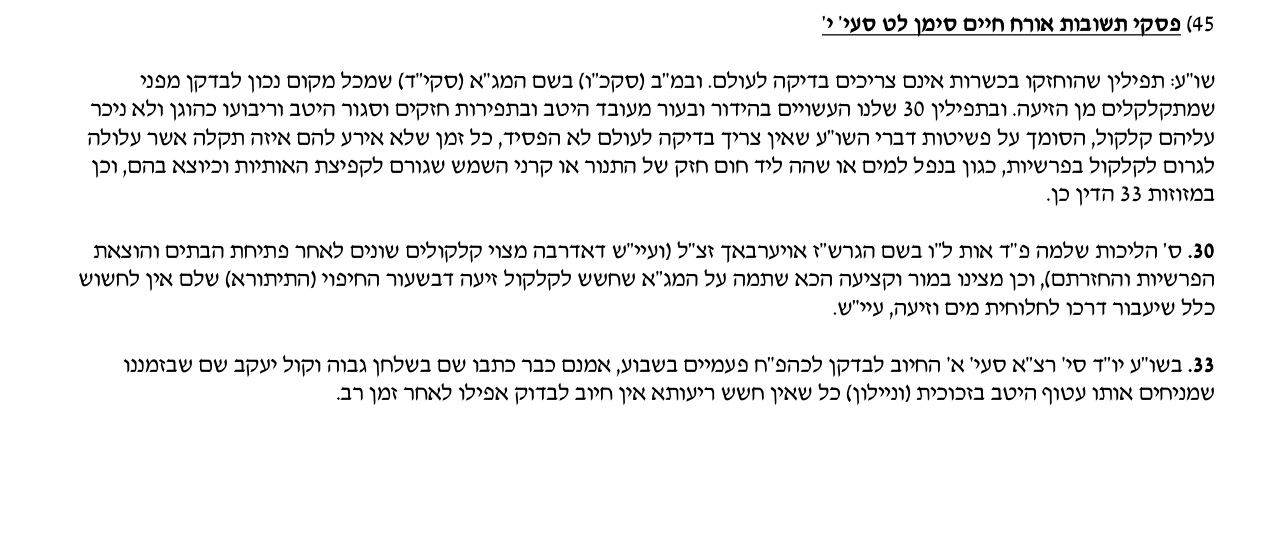 45) פסקי תשובות אורח חיים סימן לט סעי' י'
שו"ע: תפילין שהוחזקו בכשרות אינם צריכים בדיקה לעולם. ובמ"ב (סקכ"ו) בשם המג"א (סקי"ד) שמכל מקום נכון לבדקן מפני
שמתקלקלים מן הזיעה. ובתפילין 30 שלנו העשויים בהידור ובעור מעובד היטב ובתפירות חזקים וסגור היטב וריבועו כהוגן ולא ניכר
עליהם קלקול, הסומך על פשיטות דברי השו"ע שאין צריך בדיקה לעולם לא הפסיד, כל זמן שלא אירע להם איזה תקלה אשר עלולה
לגרום לקלקול בפרשיות, כגון בנפל למים או שהה ליד חום חזק של התנור או קרני השמש שגורם לקפיצת האותיות וכיוצא בהם, וכן
במזוזות 33 הדין כן.
30. ס' הליכות שלמה פ"ד אות ל"ו בשם הגרש"ז אויערבאך זצ"ל (ועיי"ש דאדרבה מצוי קלקולים שונים לאחר פתיחת הבתים והוצאת
הפרשיות והחזרתם), וכן מצינו במור וקציעה הכא שתמה על המג"א שחשש לקלקול זיעה דבשעור החיפוי (התיתורא) שלם אין לחשוש
כלל שיעבור דרכו לחלוחית מים וזיעה, עיי"ש.
33. בשו"ע יו"ד סי' רצ"א סעי' א' החיוב לבדקן לכהפ"ח פעמיים בשבוע, אמנם כבר כתבו שם בשלחן גבוה וקול יעקב שם שבזמננו
שמניחים אותו עטוף היטב בזכוכית (וניילון) כל שאין חשש ריעותא אין חיוב לבדוק אפילו לאחר זמן רב.